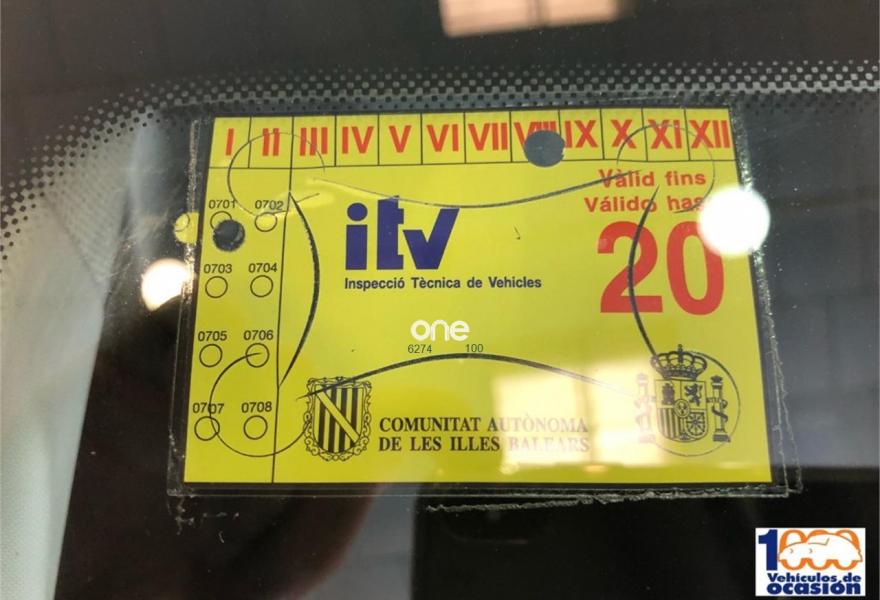 I II III IV V VI VII VIII IX X XI XII
Vàlid fins
Válido
20
0701 0702
0703 0704
0705 0706
0707 0708
itv
Inspecció Tècnica de Vehicles
one
6274 100
COMUNITAT AUTÒNOMA
DE LES ILLES BALEARS
1000
Vehículos de
ocasión